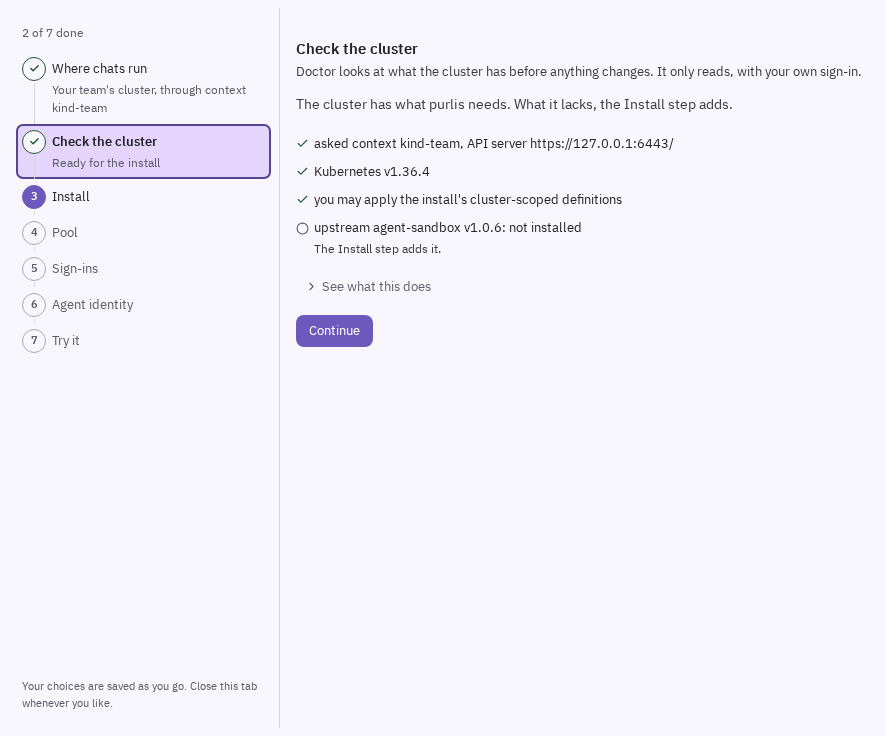 2 of 7 done
Where chats run
Your team's cluster, through context
kind-team
Check the cluster
Ready for the install
3 Install
4 Pool
5 Sign-ins
6 Agent identity
7 Try it
Your choices are saved as you go. Close this tab
whenever you like.
Check the cluster
Doctor looks at what the cluster has before anything changes. It only reads, with your own sign-in.
The cluster has what purlis needs. What it lacks, the Install step adds.
asked context kind-team, API server https://127.0.0.1:6443/
Kubernetes v1.36.4
you may apply the install's cluster-scoped definitions
upstream agent-sandbox v1.0.6: not installed
The Install step adds it.
See what this does
Continue